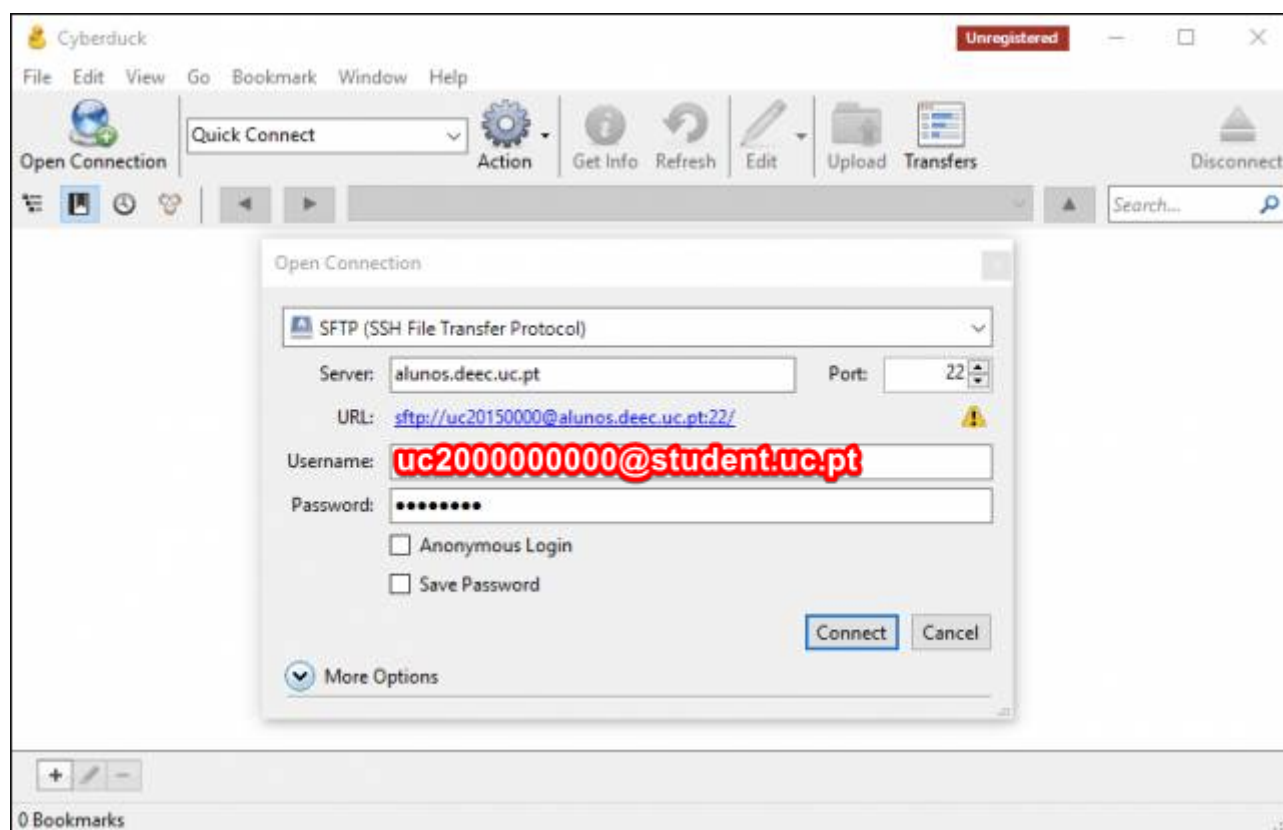 Cyberduck
Unregistered
File Edit View Go Bookmark Window Help
Open Connection
Quick Connect
Action
Get Info
Refresh
Edit
Upload
Transfers
Disconnect
Search...
Open Connection
SFTP (SSH File Transfer Protocol)
Server: alunos.deec.uc.pt Port: 22
URL: sftp://uc20150000@alunos.deec.uc.pt:22/
Username: uc2000000000@student.uc.pt
Password: ••••••••
Anonymous Login
Save Password
Connect Cancel
More Options
0 Bookmarks